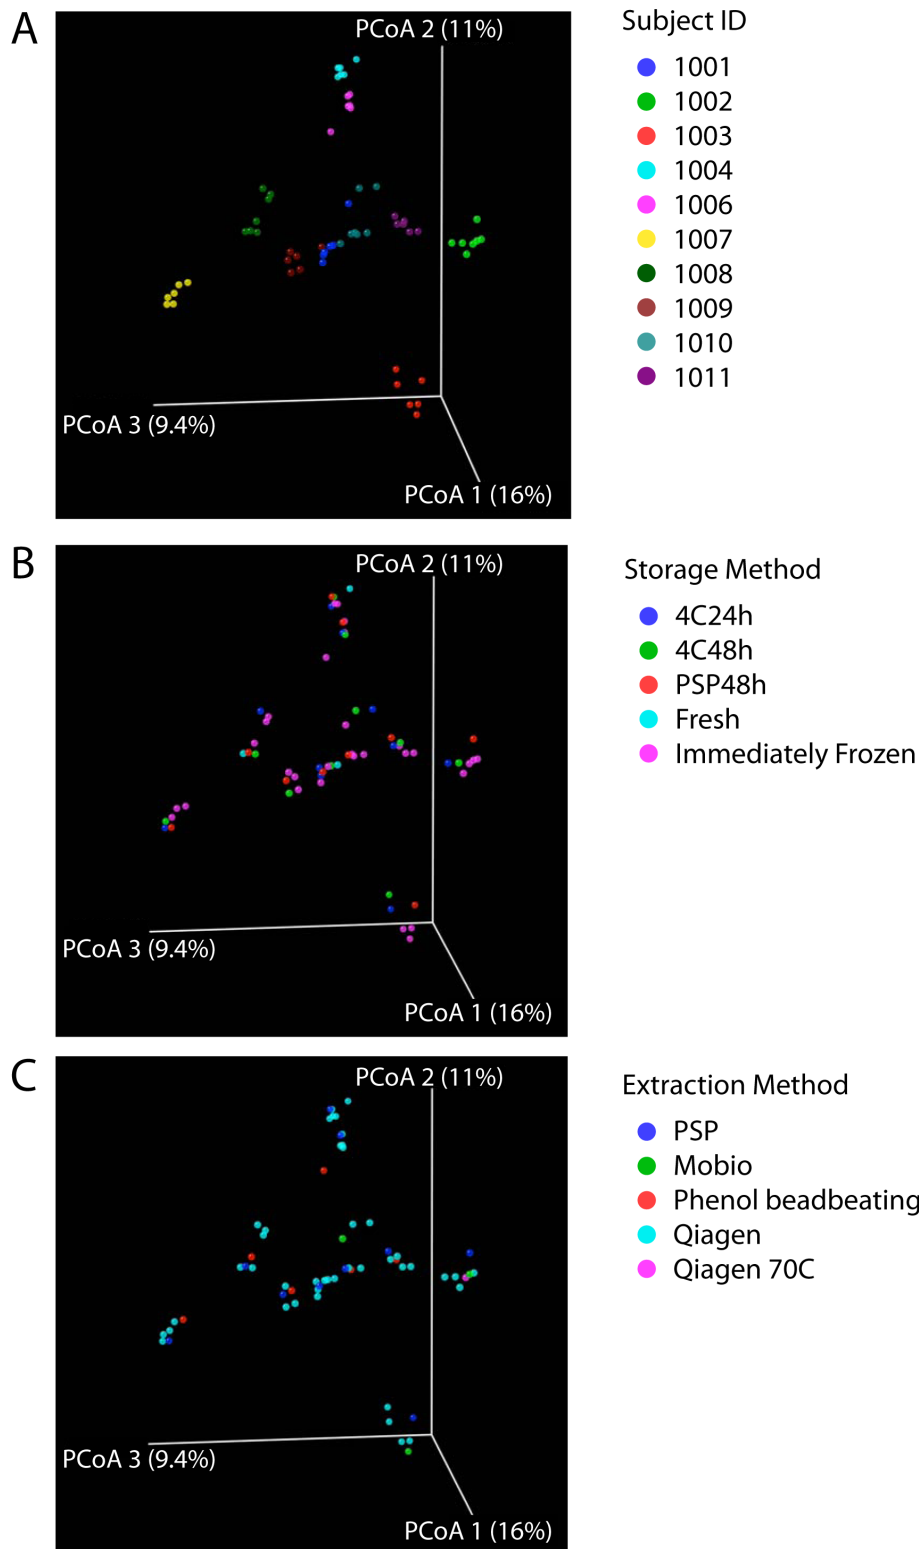 A
PCoA 2 (11%)
PCoA 3 (9.4%)
PCoA 1 (16%)
Subject ID
1001
1002
1003
1004
1006
1007
1008
1009
1010
1011
B
PCoA 2 (11%)
PCoA 3 (9.4%)
PCoA 1 (16%)
Storage Method
4C24h
4C48h
PSP48h
Fresh
Immediately Frozen
C
PCoA 2 (11%)
PCoA 3 (9.4%)
PCoA 1 (16%)
Extraction Method
PSP
Mobio
Phenol beadbeating
Qiagen
Qiagen 70C